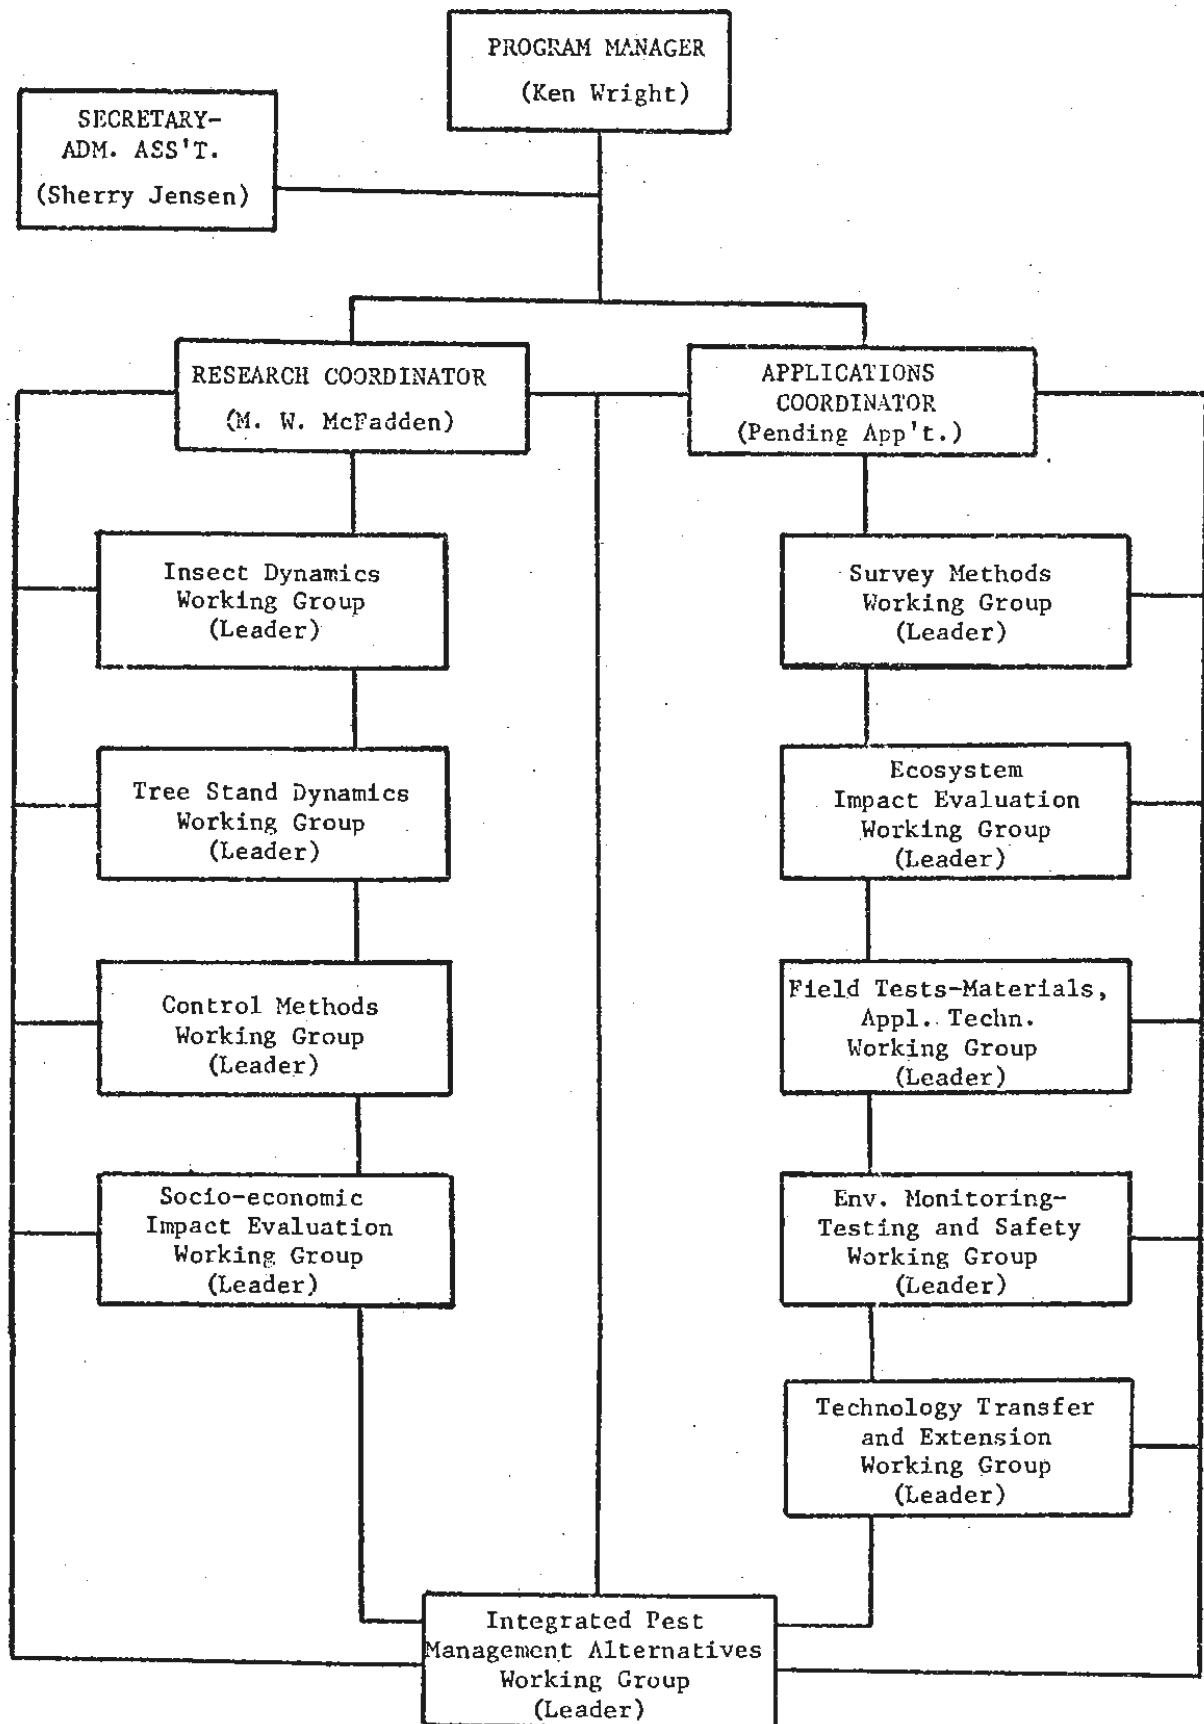 PROGRAM MANAGER
(Ken Wright)
SECRETARY-
ADM. ASS'T.
(Sherry Jensen)
RESEARCH COORDINATOR
(M. W. McFadden)
APPLICATIONS
COORDINATOR
(Pending App't.)
Insect Dynamics
Working Group
(Leader)
Survey Methods
Working Group
(Leader)
Tree Stand Dynamics
Working Group
(Leader)
Ecosystem
Impact Evaluation
Working Group
(Leader)
Control Methods
Working Group
(Leader)
Field Tests-Materials,
Appl. Techn.
Working Group
(Leader)
Socio-economic
Impact Evaluation
Working Group
(Leader)
Env. Monitoring-
Testing and Safety
Working Group
(Leader)
Technology Transfer
and Extension
Working Group
(Leader)
Integrated Pest
Management Alternatives
Working Group
(Leader)